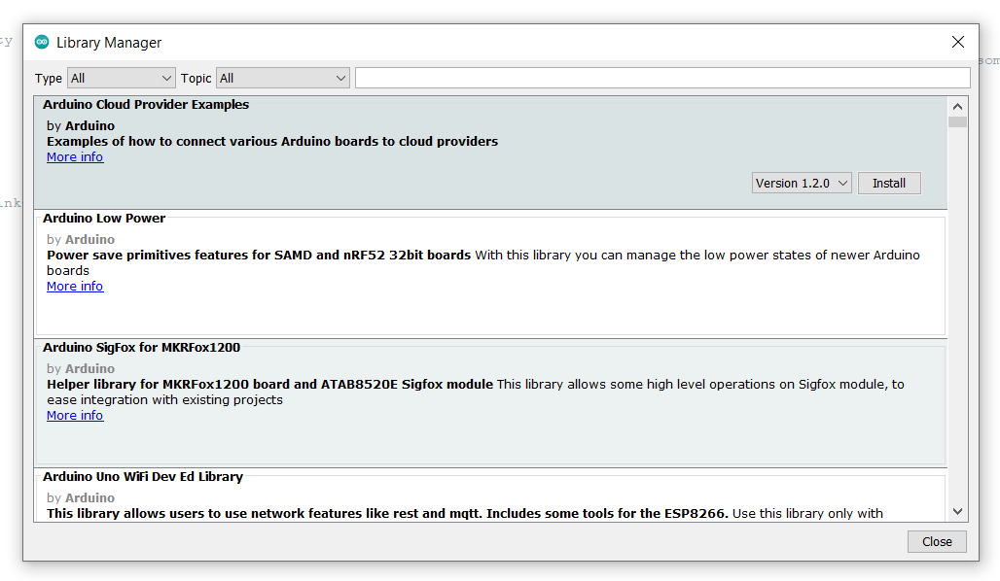 Library Manager
Type All Topic All
Arduino Cloud Provider Examples
by Arduino
Examples of how to connect various Arduino boards to cloud providers
More info
Version 1.2.0 Install
Arduino Low Power
by Arduino
Power save primitives features for SAMD and nRF52 32bit boards With this library you can manage the low power states of newer Arduino
boards
More info
Arduino SigFox for MKRFox1200
by Arduino
Helper library for MKRFox1200 board and ATAB8520E Sigfox module This library allows some high level operations on Sigfox module, to
ease integration with existing projects
More info
Arduino Uno WiFi Dev Ed Library
by Arduino
This library allows users to use network features like rest and mqtt. Includes some tools for the ESP8266. Use this library only with
Close